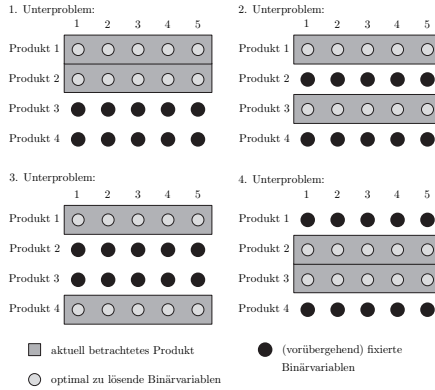 1. Unterproblem:
1 2 3 4 5
Produkt 1
Produkt 2
Produkt 3
Produkt 4
2. Unterproblem:
1 2 3 4 5
Produkt 1
Produkt 2
Produkt 3
Produkt 4
3. Unterproblem:
1 2 3 4 5
Produkt 1
Produkt 2
Produkt 3
Produkt 4
4. Unterproblem:
1 2 3 4 5
Produkt 1
Produkt 2
Produkt 3
Produkt 4
aktuell betrachtetes Produkt
optimal zu lösende Binärvariablen
(vorübergehend) fixierte
Binärvariablen